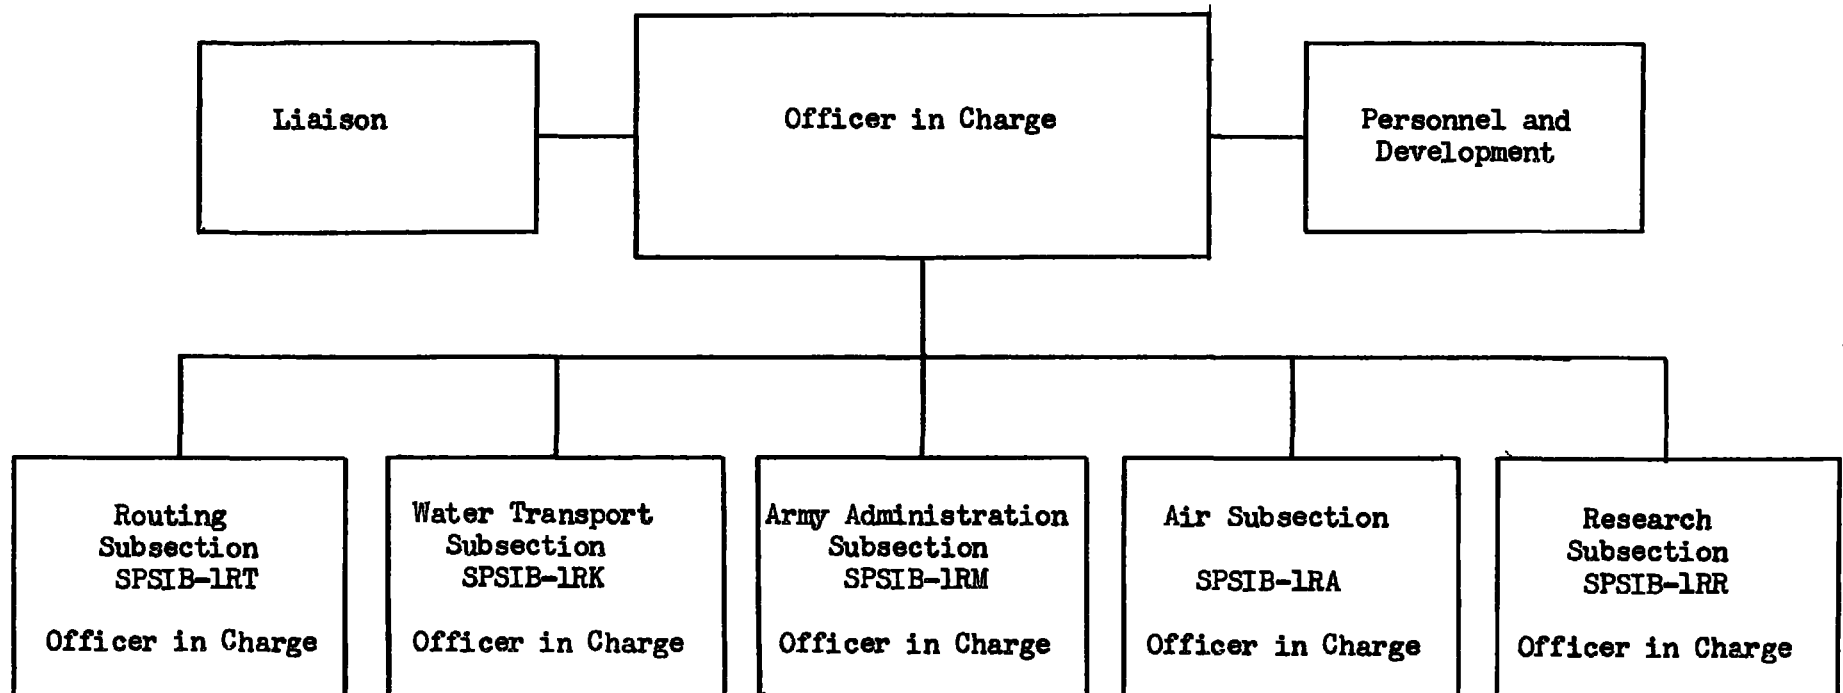 Liaison
Officer in Charge
Personnel and
Development
Routing
Subsection
SPSIB-1RT
Officer in Charge
Water Transport
Subsection
SPSIB-1RK
Officer in Charge
Army Administration
Subsection
SPSIB-1RM
Officer in Charge
Air Subsection
SPSIB-1RA
Officer in Charge
Research
Subsection
SPSIB-1RR
Officer in Charge